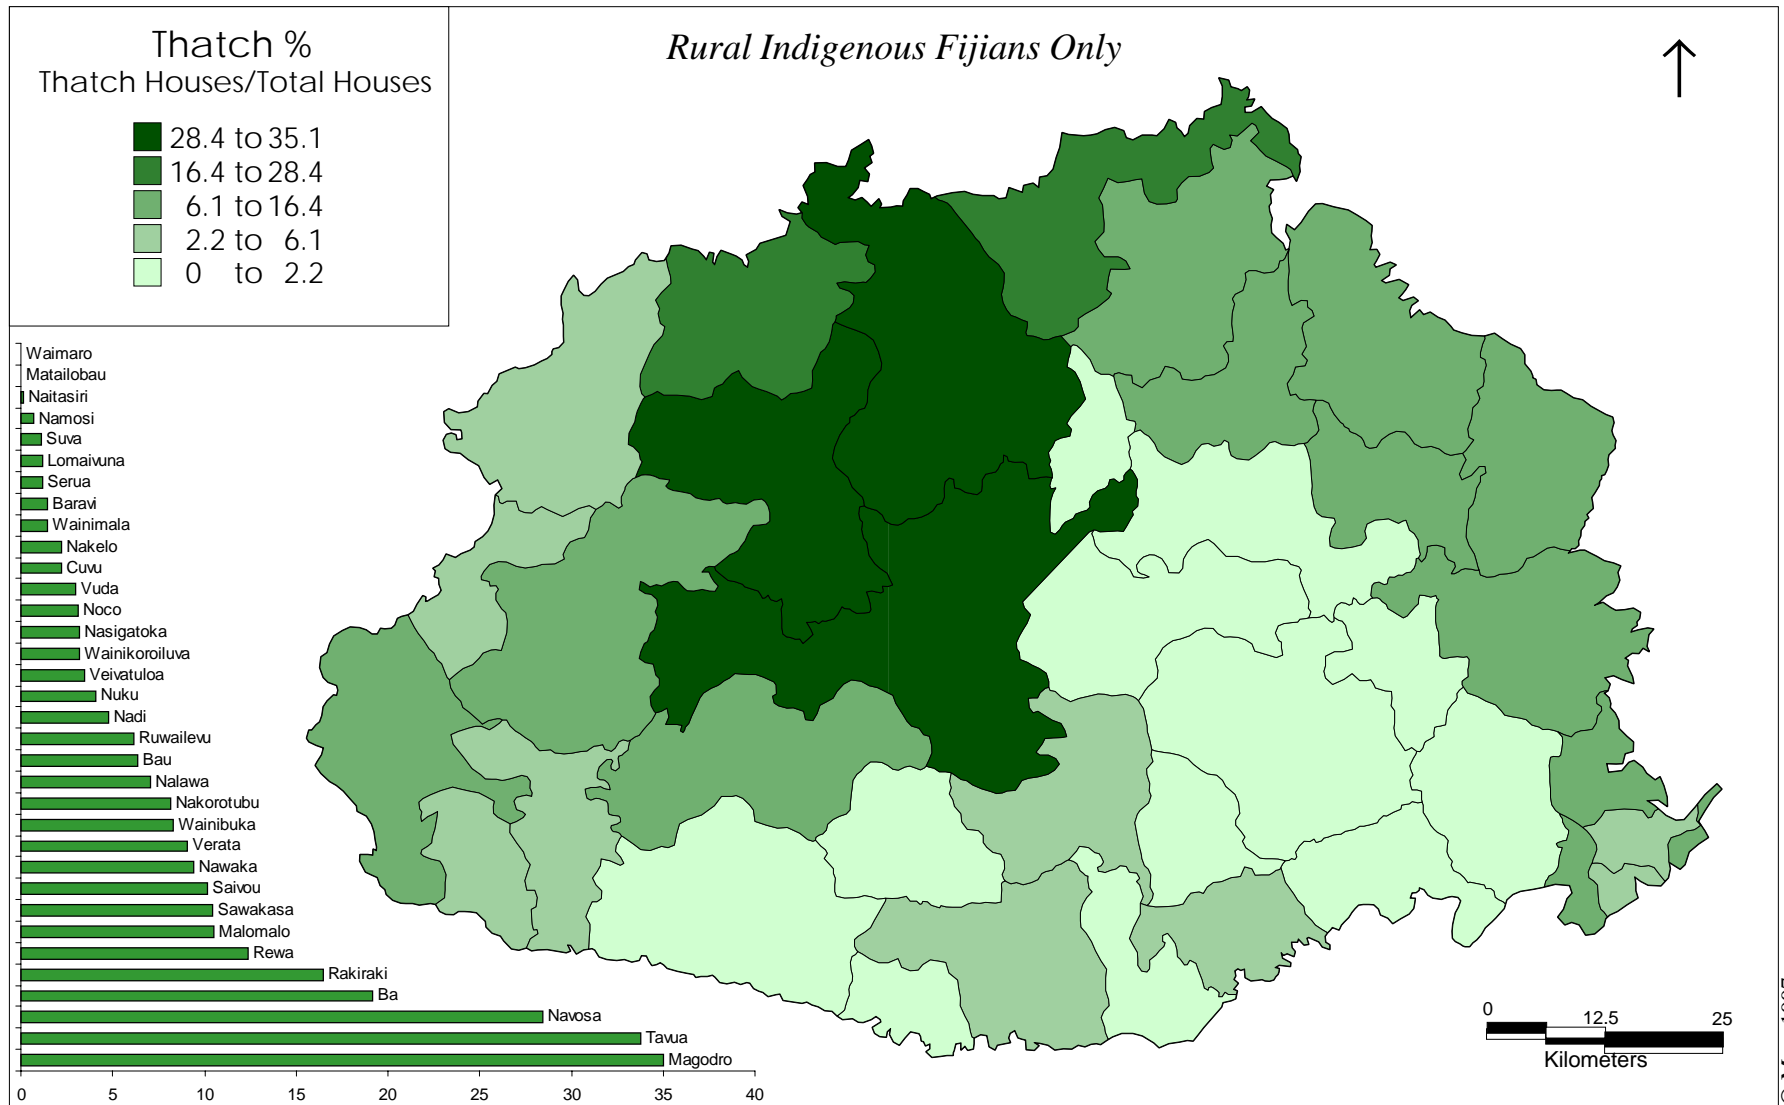 Thatch %
Thatch Houses/Total Houses
28.4 to 35.1
16.4 to 28.4
6.1 to 16.4
2.2 to 6.1
0 to 2.2
Rural Indigenous Fijians Only
Waimaro
Matailobau
Naitasiri
Namosi
Suva
Lomaivuna
Serua
Baravi
Wainimala
Nakelo
Cuvu
Vuda
Noco
Nasigatoka
Wainikoroiluva
Veivatuloa
Nuku
Nadi
Ruwailevu
Bau
Nalawa
Nakorotubu
Wainibuka
Verata
Nawaka
Saivou
Sawakasa
Malomalo
Rewa
Rakiraki
Ba
Navosa
Tavua
Magodro
0 5 10 15 20 25 30 35 40
0 12.5 25
Kilometers